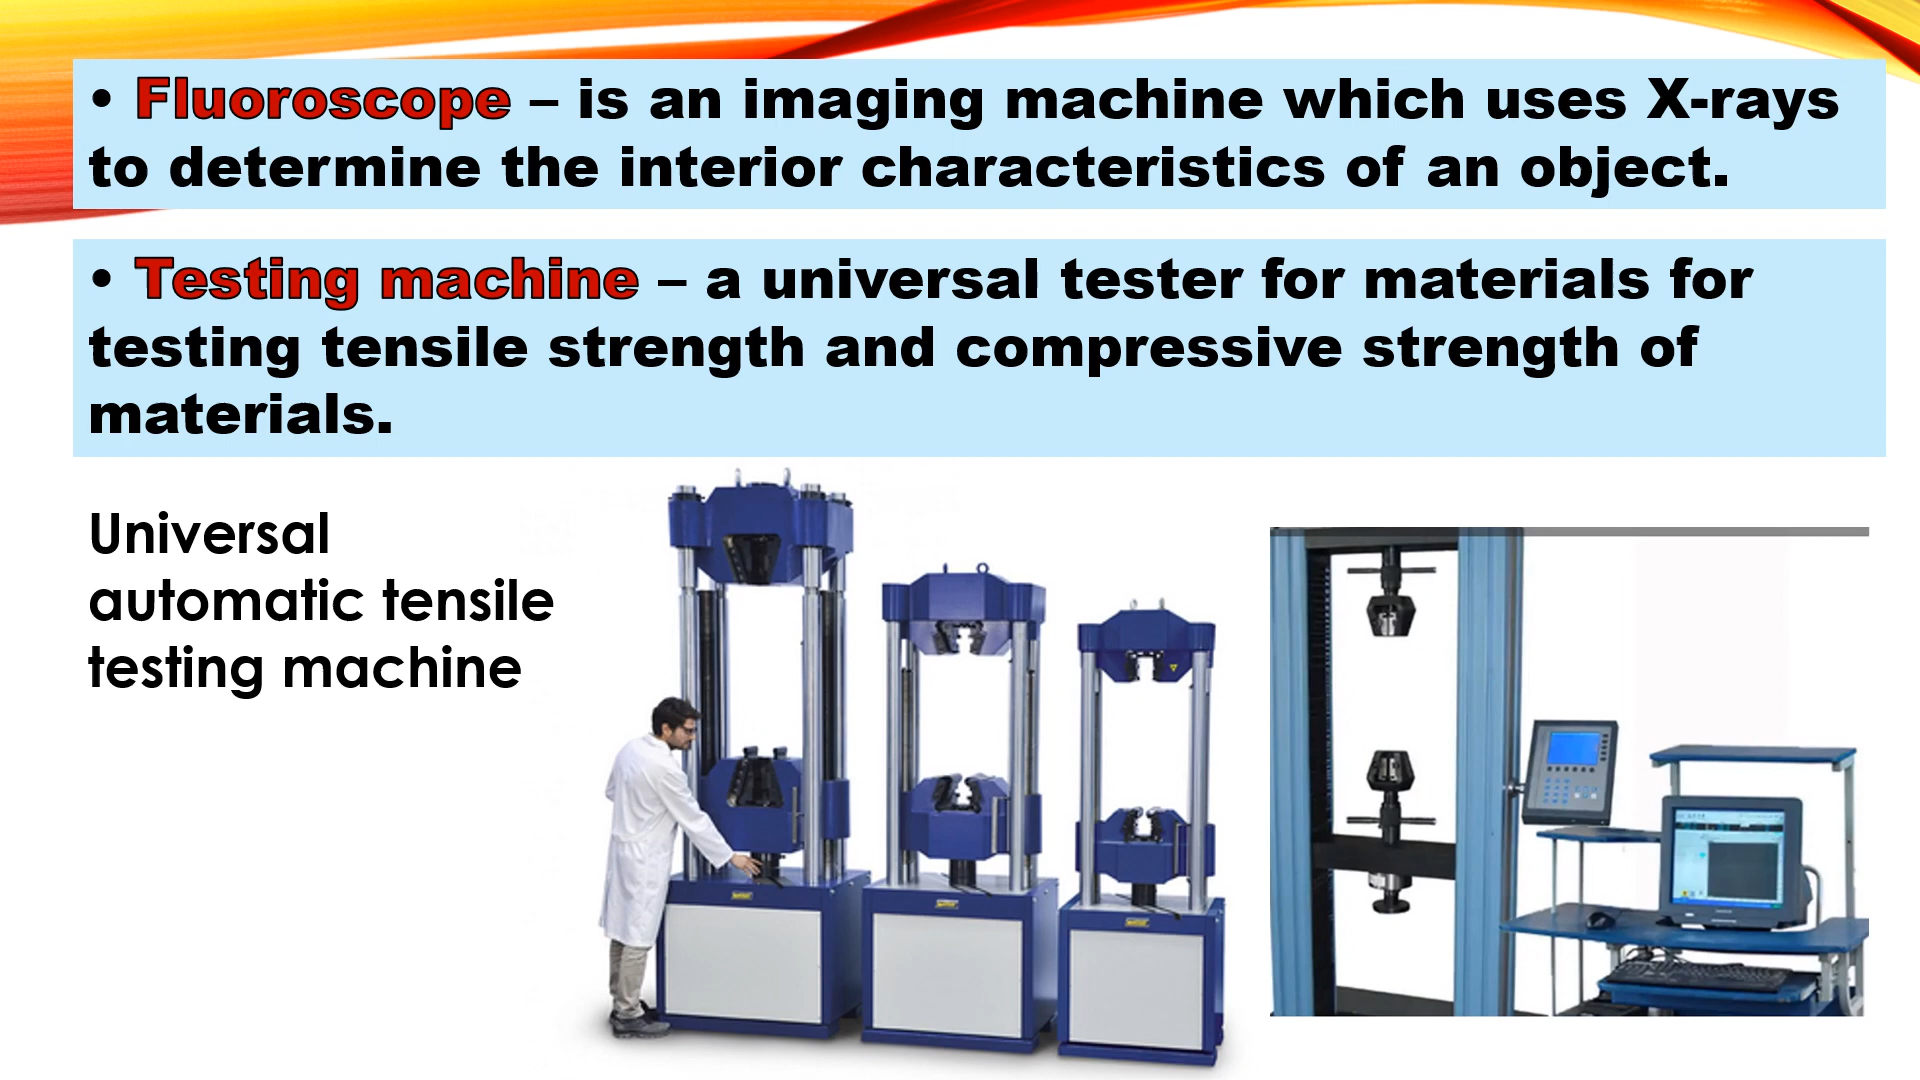 • Fluoroscope – is an imaging machine which uses X-rays
to determine the interior characteristics of an object.
• Testing machine – a universal tester for materials for
testing tensile strength and compressive strength of
materials.
Universal
automatic tensile
testing machine